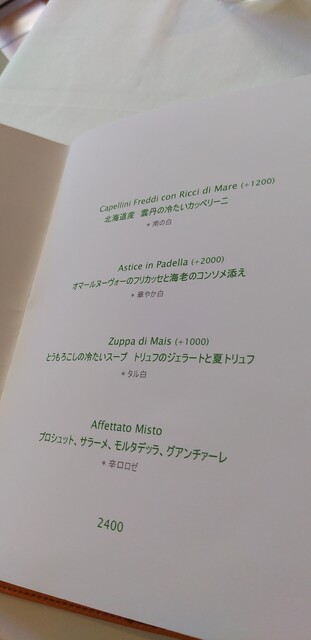 Capellini Freddi con Ricci di Mare (+1200)
北海道産 雲丹の冷たいカッペリーニ
* 南の白
Astice in Padella (+2000)
オマールヌーヴォーのフリカッセと海老のコンソメ添え
* 華やか白
Zuppa di Mais (+1000)
とうもろこしの冷たいスープ トリュフのジェラートと夏トリュフ
* タル白
Affettato Misto
プロシュット、サラーメ、モルタデッラ、グアンチャーレ
* 辛口ロゼ
2400